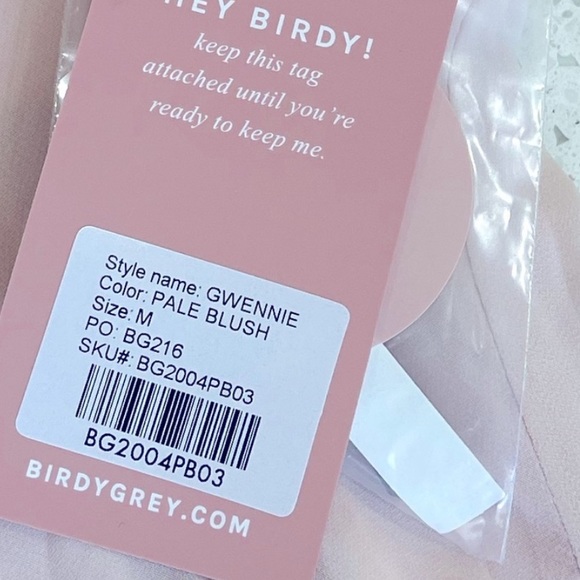 HEY BIRDY!
keep this tag
attached until you're
ready to keep me.
Style name: GWENNIE
Color: PALE BLUSH
Size: M
PO: BG216
SKU#: BG2004PB03
BG2004PB03
BIRDYGREY.COM